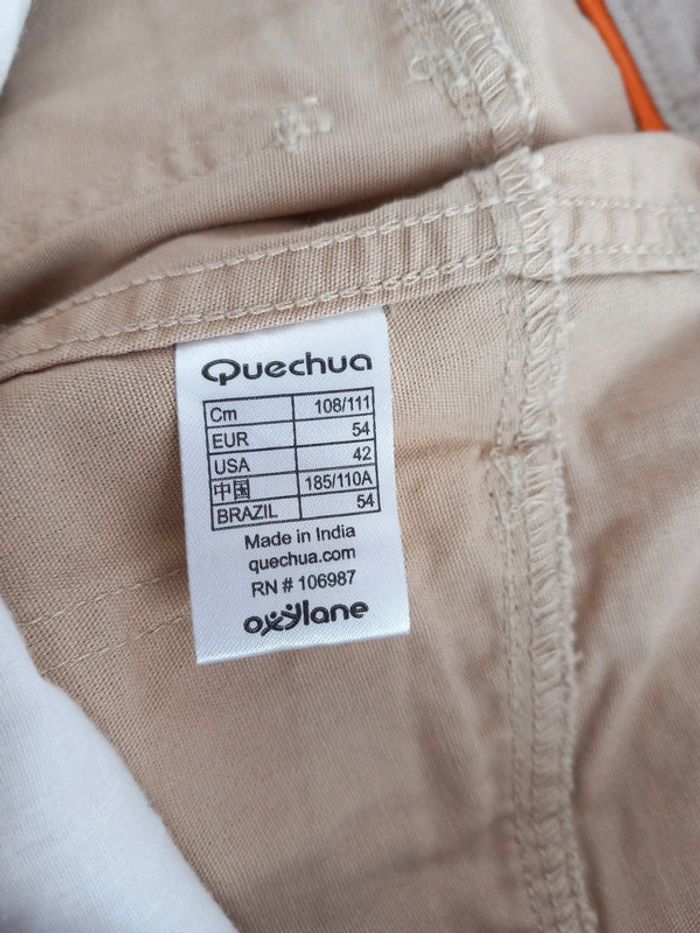 Quechua
Cm 108/111
EUR 54
USA 42
中国 185/110A
BRAZIL 54
Made in India
quechua.com
RN # 106987
oxylane